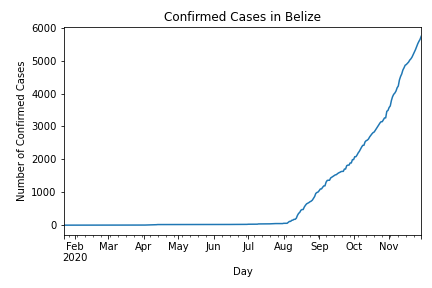 Confirmed Cases in Belize
Number of Confirmed Cases
6000
5000
4000
3000
2000
1000
0
Feb Mar Apr May Jun Jul Aug Sep Oct Nov
2020
Day